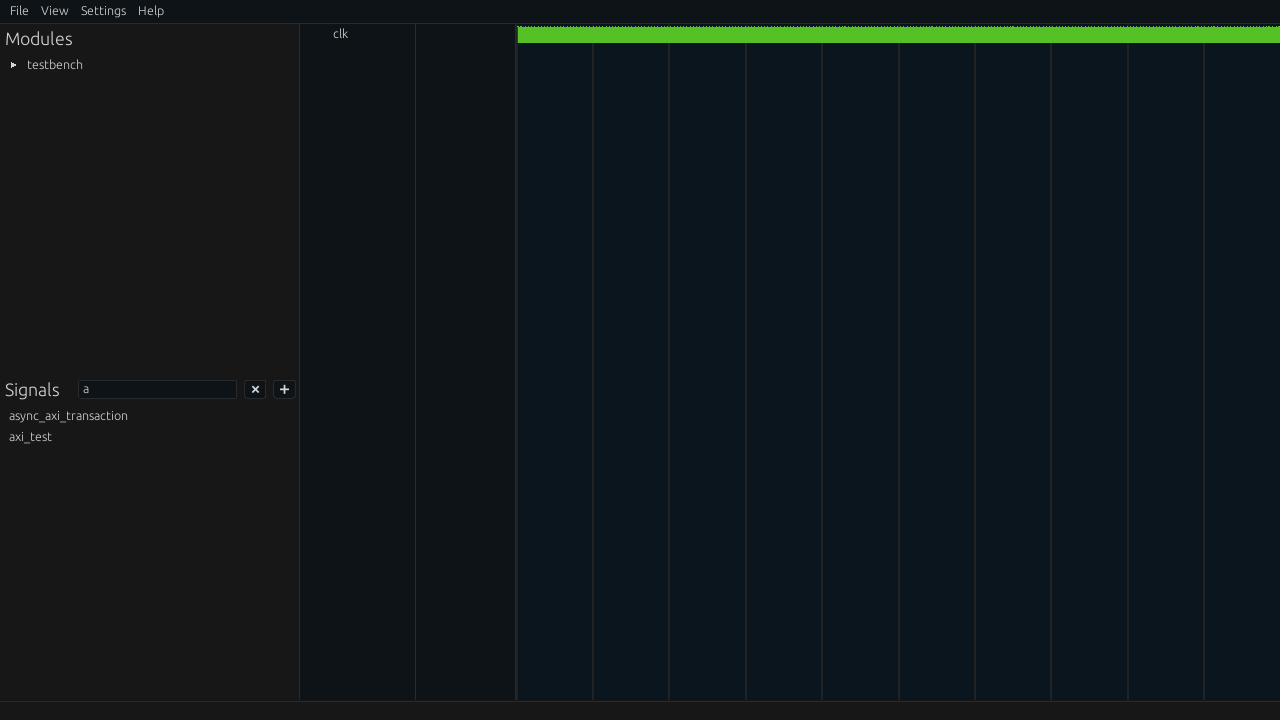 File View Settings Help
Modules
testbench
clk
Signals a
async_axi_transaction
axi_test